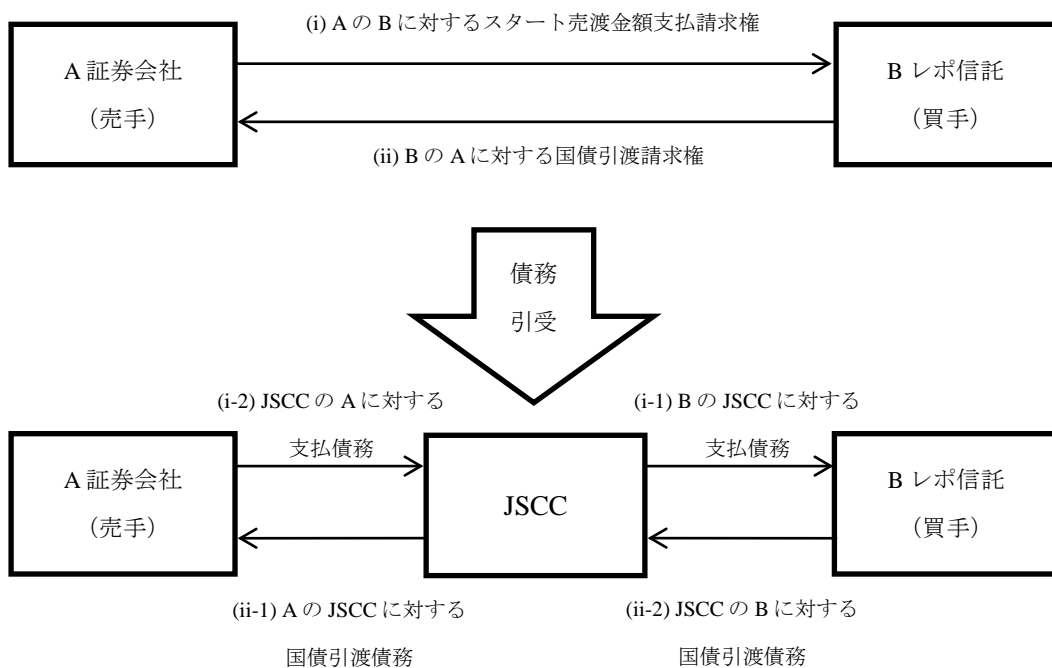 (i) A の B に対するスタート売渡金額支払請求権
A 証券会社
(売手)
B レポ信託
(買手)
(ii) B の A に対する国債引渡請求権
債務
引受
(i-2) JSCC の A に対する
支払債務
(i-1) B の JSCC に対する
支払債務
A 証券会社
(売手)
JSCC
B レポ信託
(買手)
(ii-1) A の JSCC に対する
国債引渡債務
(ii-2) JSCC の B に対する
国債引渡債務